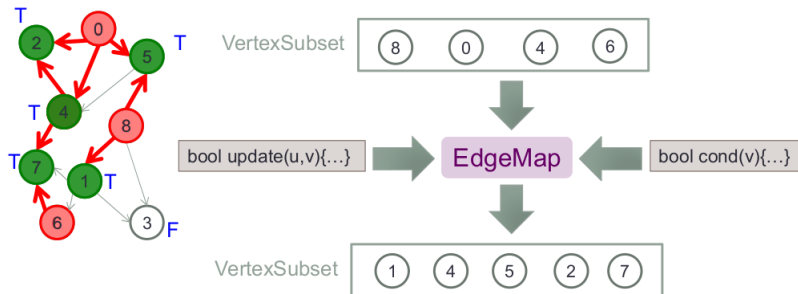 T
0
2
T
5
VertexSubset
8 0 4 6
T
4
8
bool update(u,v){...}
EdgeMap
bool cond(v){...}
T
7
1
T
6
3
F
VertexSubset
1 4 5 2 7